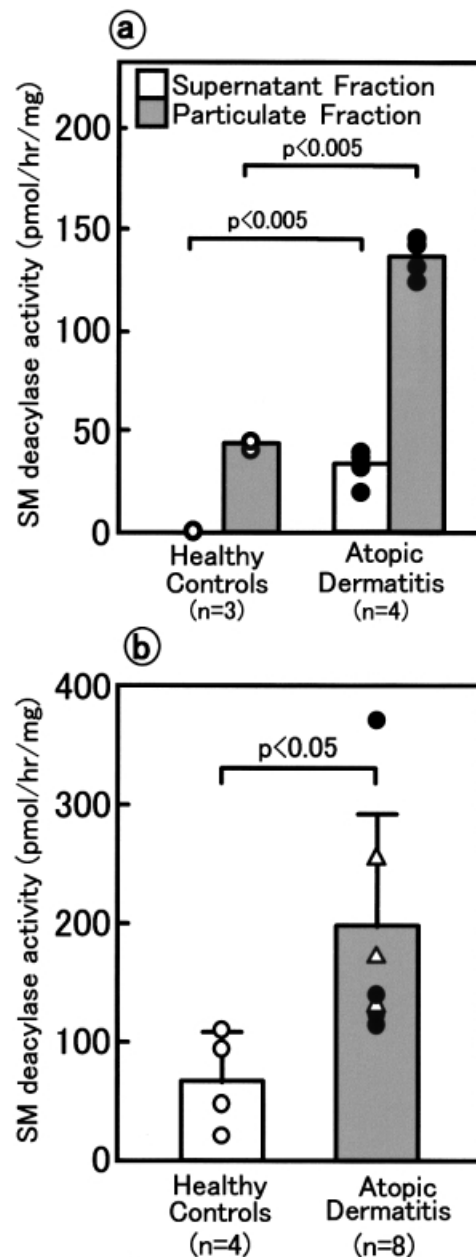 a
Supernatant Fraction
Particulate Fraction
SM deacylase activity (pmol/hr/mg)
200
150
100
50
0
p<0.005
p<0.005
Healthy
Controls
(n=3)
Atopic
Dermatitis
(n=4)
b
SM deacylase activity (pmol/hr/mg)
400
300
200
100
0
p<0.05
Healthy
Controls
(n=4)
Atopic
Dermatitis
(n=8)